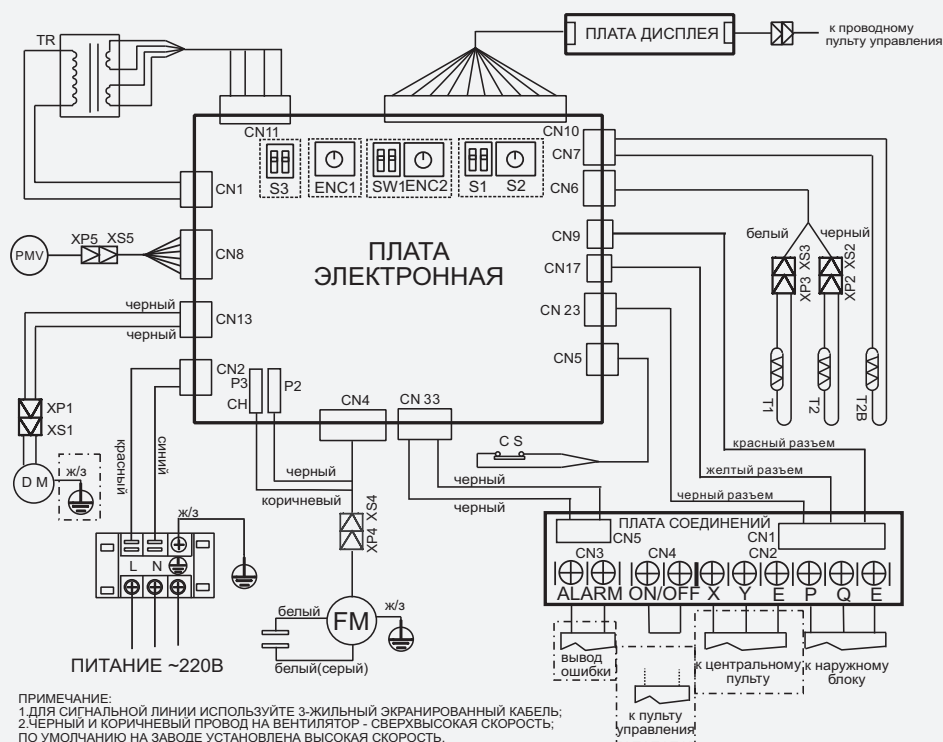 TR
ПЛАТА ДИСПЛЕЯ
к проводному
пульту управления
CN11
CN10
CN7
CN1
S3
ENC1
SW1
ENC2
S1
S2
CN6
PMV
XP5
XS5
CN8
ПЛАТА
ЭЛЕКТРОННАЯ
CN9
CN17
белый
черный
XP3 XS3
XP2 XS2
черный
черный
CN13
CN 23
CN2
P3
CH
P2
CN5
CN4
CN 33
T1
T2
T2B
XP1
XS1
D M
ж/з
красный
синий
ж/з
C S
красный разъем
желтый разъем
черный разъем
черный
коричневый
черный
черный
XP4 XS4
ПЛАТА СОЕДИНЕНИЙ
CN5
CN1
CN3
CN4
CN2
L
N
ALARM
ON/OFF
X
Y
E
P
Q
E
белый
FM
ж/з
белый(серый)
ПИТАНИЕ ~220В
вывод
ошибки
к пульту
управления
к центральному
пульту
к наружному
блоку
ПРИМЕЧАНИЕ:
1.ДЛЯ СИГНАЛЬНОЙ ЛИНИИ ИСПОЛЬЗУЙТЕ 3-ЖИЛЬНЫЙ ЭКРАНИРОВАННЫЙ КАБЕЛЬ;
2.ЧЕРНЫЙ И КОРИЧНЕВЫЙ ПРОВОД НА ВЕНТИЛЯТОР - СВЕРХВЫСОКАЯ СКОРОСТЬ;
ПО УМОЛЧАНИЮ НА ЗАВОДЕ УСТАНОВЛЕНА ВЫСОКАЯ СКОРОСТЬ.